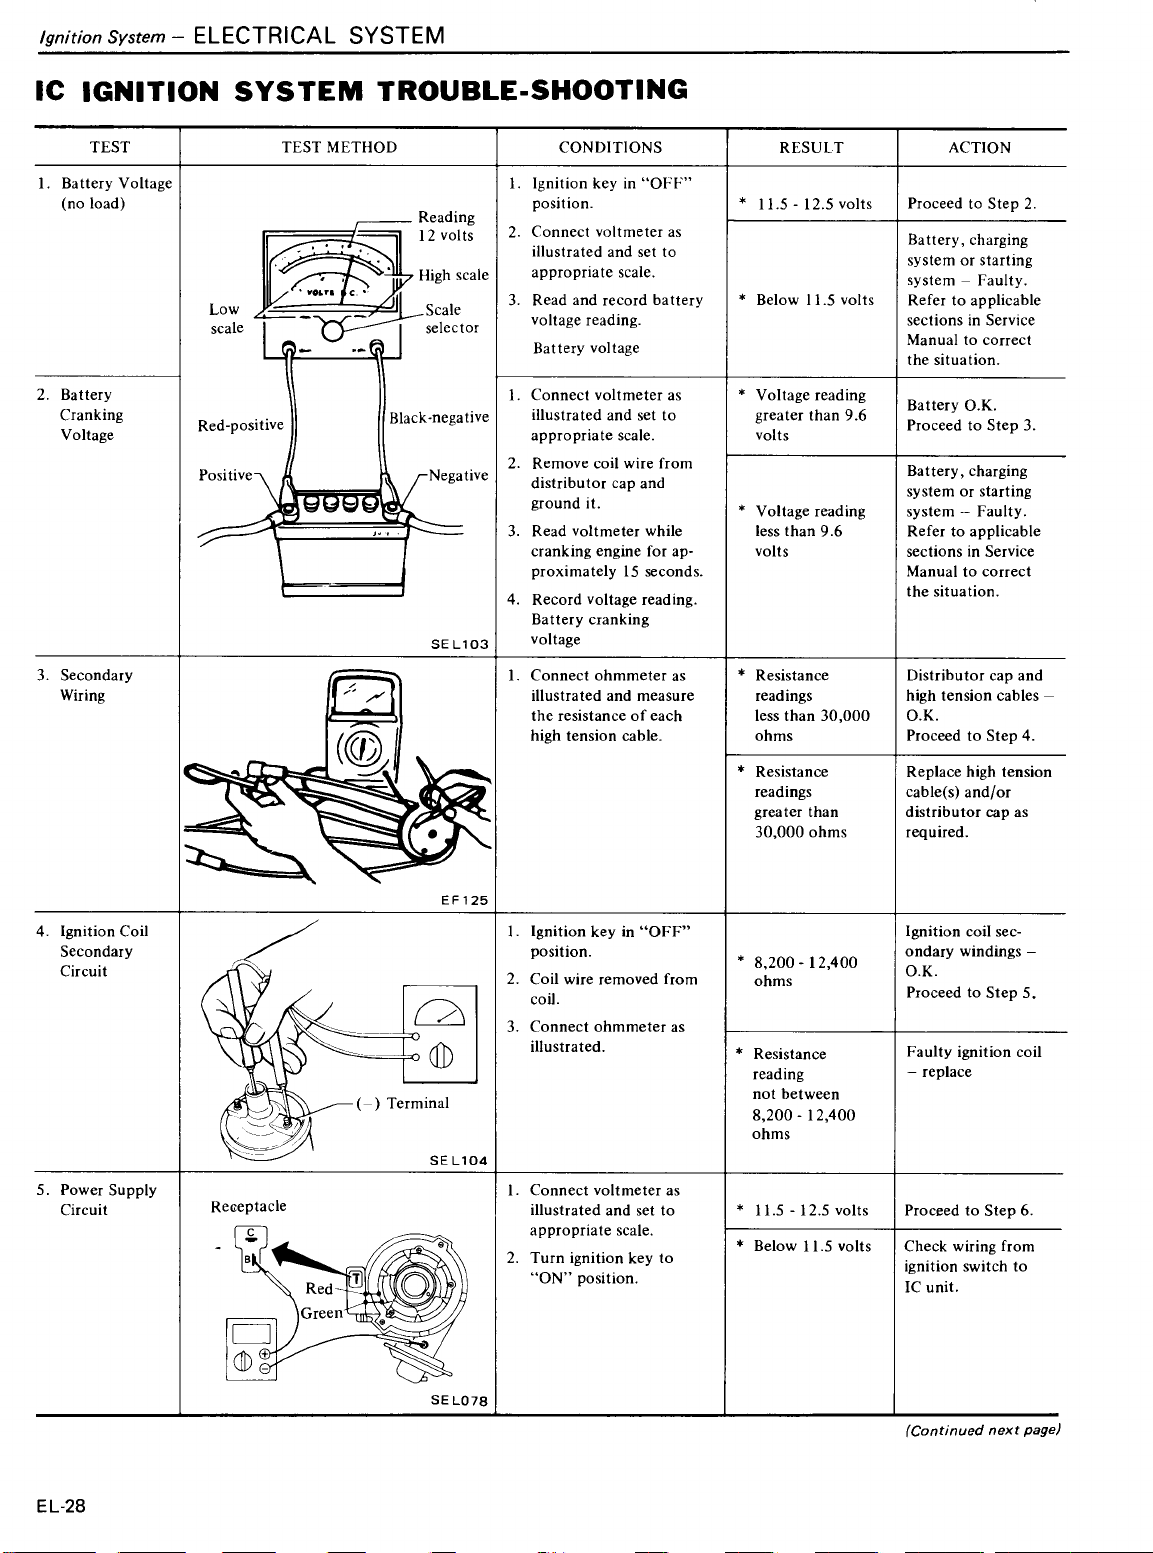 Ignition System – ELECTRICAL SYSTEM
IC IGNITION SYSTEM TROUBLE-SHOOTING
TEST
TEST METHOD
CONDITIONS
RESULT
ACTION
1. Battery Voltage
(no load)
Reading
12 volts
High scale
Low
scale
Scale
selector
VOLTS
D.C.
1. Ignition key in “OFF”
position.
2. Connect voltmeter as
illustrated and set to
appropriate scale.
3. Read and record battery
voltage reading.
Battery voltage
* 11.5 - 12.5 volts
Proceed to Step 2.
* Below 11.5 volts
Battery, charging
system or starting
system – Faulty.
Refer to applicable
sections in Service
Manual to correct
the situation.
2. Battery
Cranking
Voltage
Red-positive
Black-negative
Positive
Negative
SEL103
1. Connect voltmeter as
illustrated and set to
appropriate scale.
2. Remove coil wire from
distributor cap and
ground it.
3. Read voltmeter while
cranking engine for ap-
proximately 15 seconds.
4. Record voltage reading.
Battery cranking
voltage
* Voltage reading
greater than 9.6
volts
Battery O.K.
Proceed to Step 3.
* Voltage reading
less than 9.6
volts
Battery, charging
system or starting
system – Faulty.
Refer to applicable
sections in Service
Manual to correct
the situation.
3. Secondary
Wiring
EF125
1. Connect ohmmeter as
illustrated and measure
the resistance of each
high tension cable.
* Resistance
readings
less than 30,000
ohms
Distributor cap and
high tension cables –
O.K.
Proceed to Step 4.
* Resistance
readings
greater than
30,000 ohms
Replace high tension
cable(s) and/or
distributor cap as
required.
4. Ignition Coil
Secondary
Circuit
(–) Terminal
SEL104
1. Ignition key in “OFF”
position.
2. Coil wire removed from
coil.
3. Connect ohmmeter as
illustrated.
* 8,200 - 12,400
ohms
Ignition coil sec-
ondary windings –
O.K.
Proceed to Step 5.
* Resistance
reading
not between
8,200 - 12,400
ohms
Faulty ignition coil
– replace
5. Power Supply
Circuit
Receptacle
C
B
T
Red
Green
SEL078
1. Connect voltmeter as
illustrated and set to
appropriate scale.
2. Turn ignition key to
“ON” position.
* 11.5 - 12.5 volts
Proceed to Step 6.
* Below 11.5 volts
Check wiring from
ignition switch to
IC unit.
(Continued next page)
EL-28